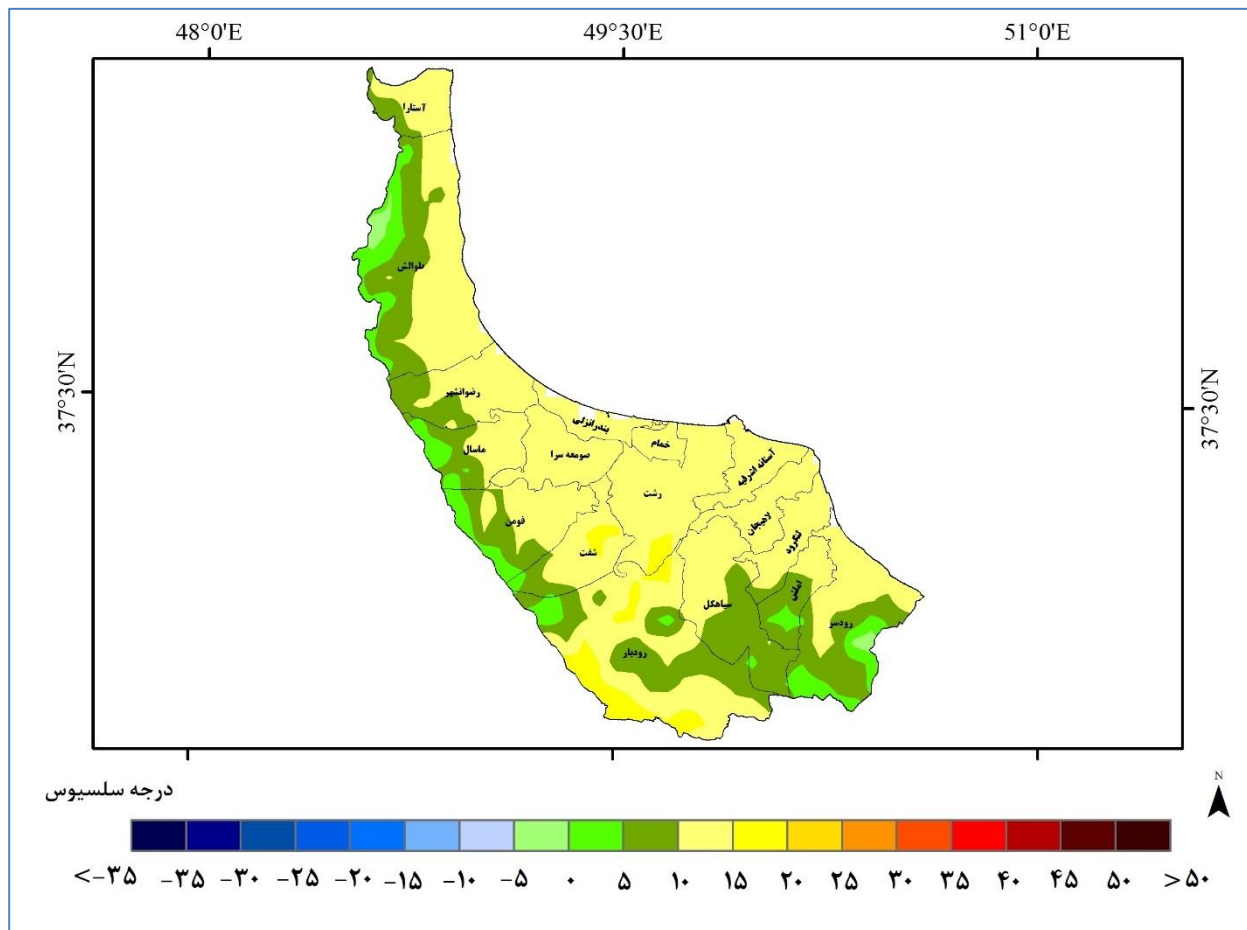 48°0'E 49°30'E 51°0'E
آستارا
طوالش
37°30'N
37°30'N
رضوانشهر
بندرانزلی
خمام
ماسال
صومعه سرا
آستانه اشرفیه
رشت
لاهیجان
فومن
لنگرود
شفت
املش
سیاهکل
رودسر
رودبار
درجه سلسیوس
N
<-۳۵ -۳۵ -۳۰ -۲۵ -۲۰ -۱۵ -۱۰ -۵ ۰ ۵ ۱۰ ۱۵ ۲۰ ۲۵ ۳۰ ۳۵ ۴۰ ۴۵ ۵۰ >۵۰